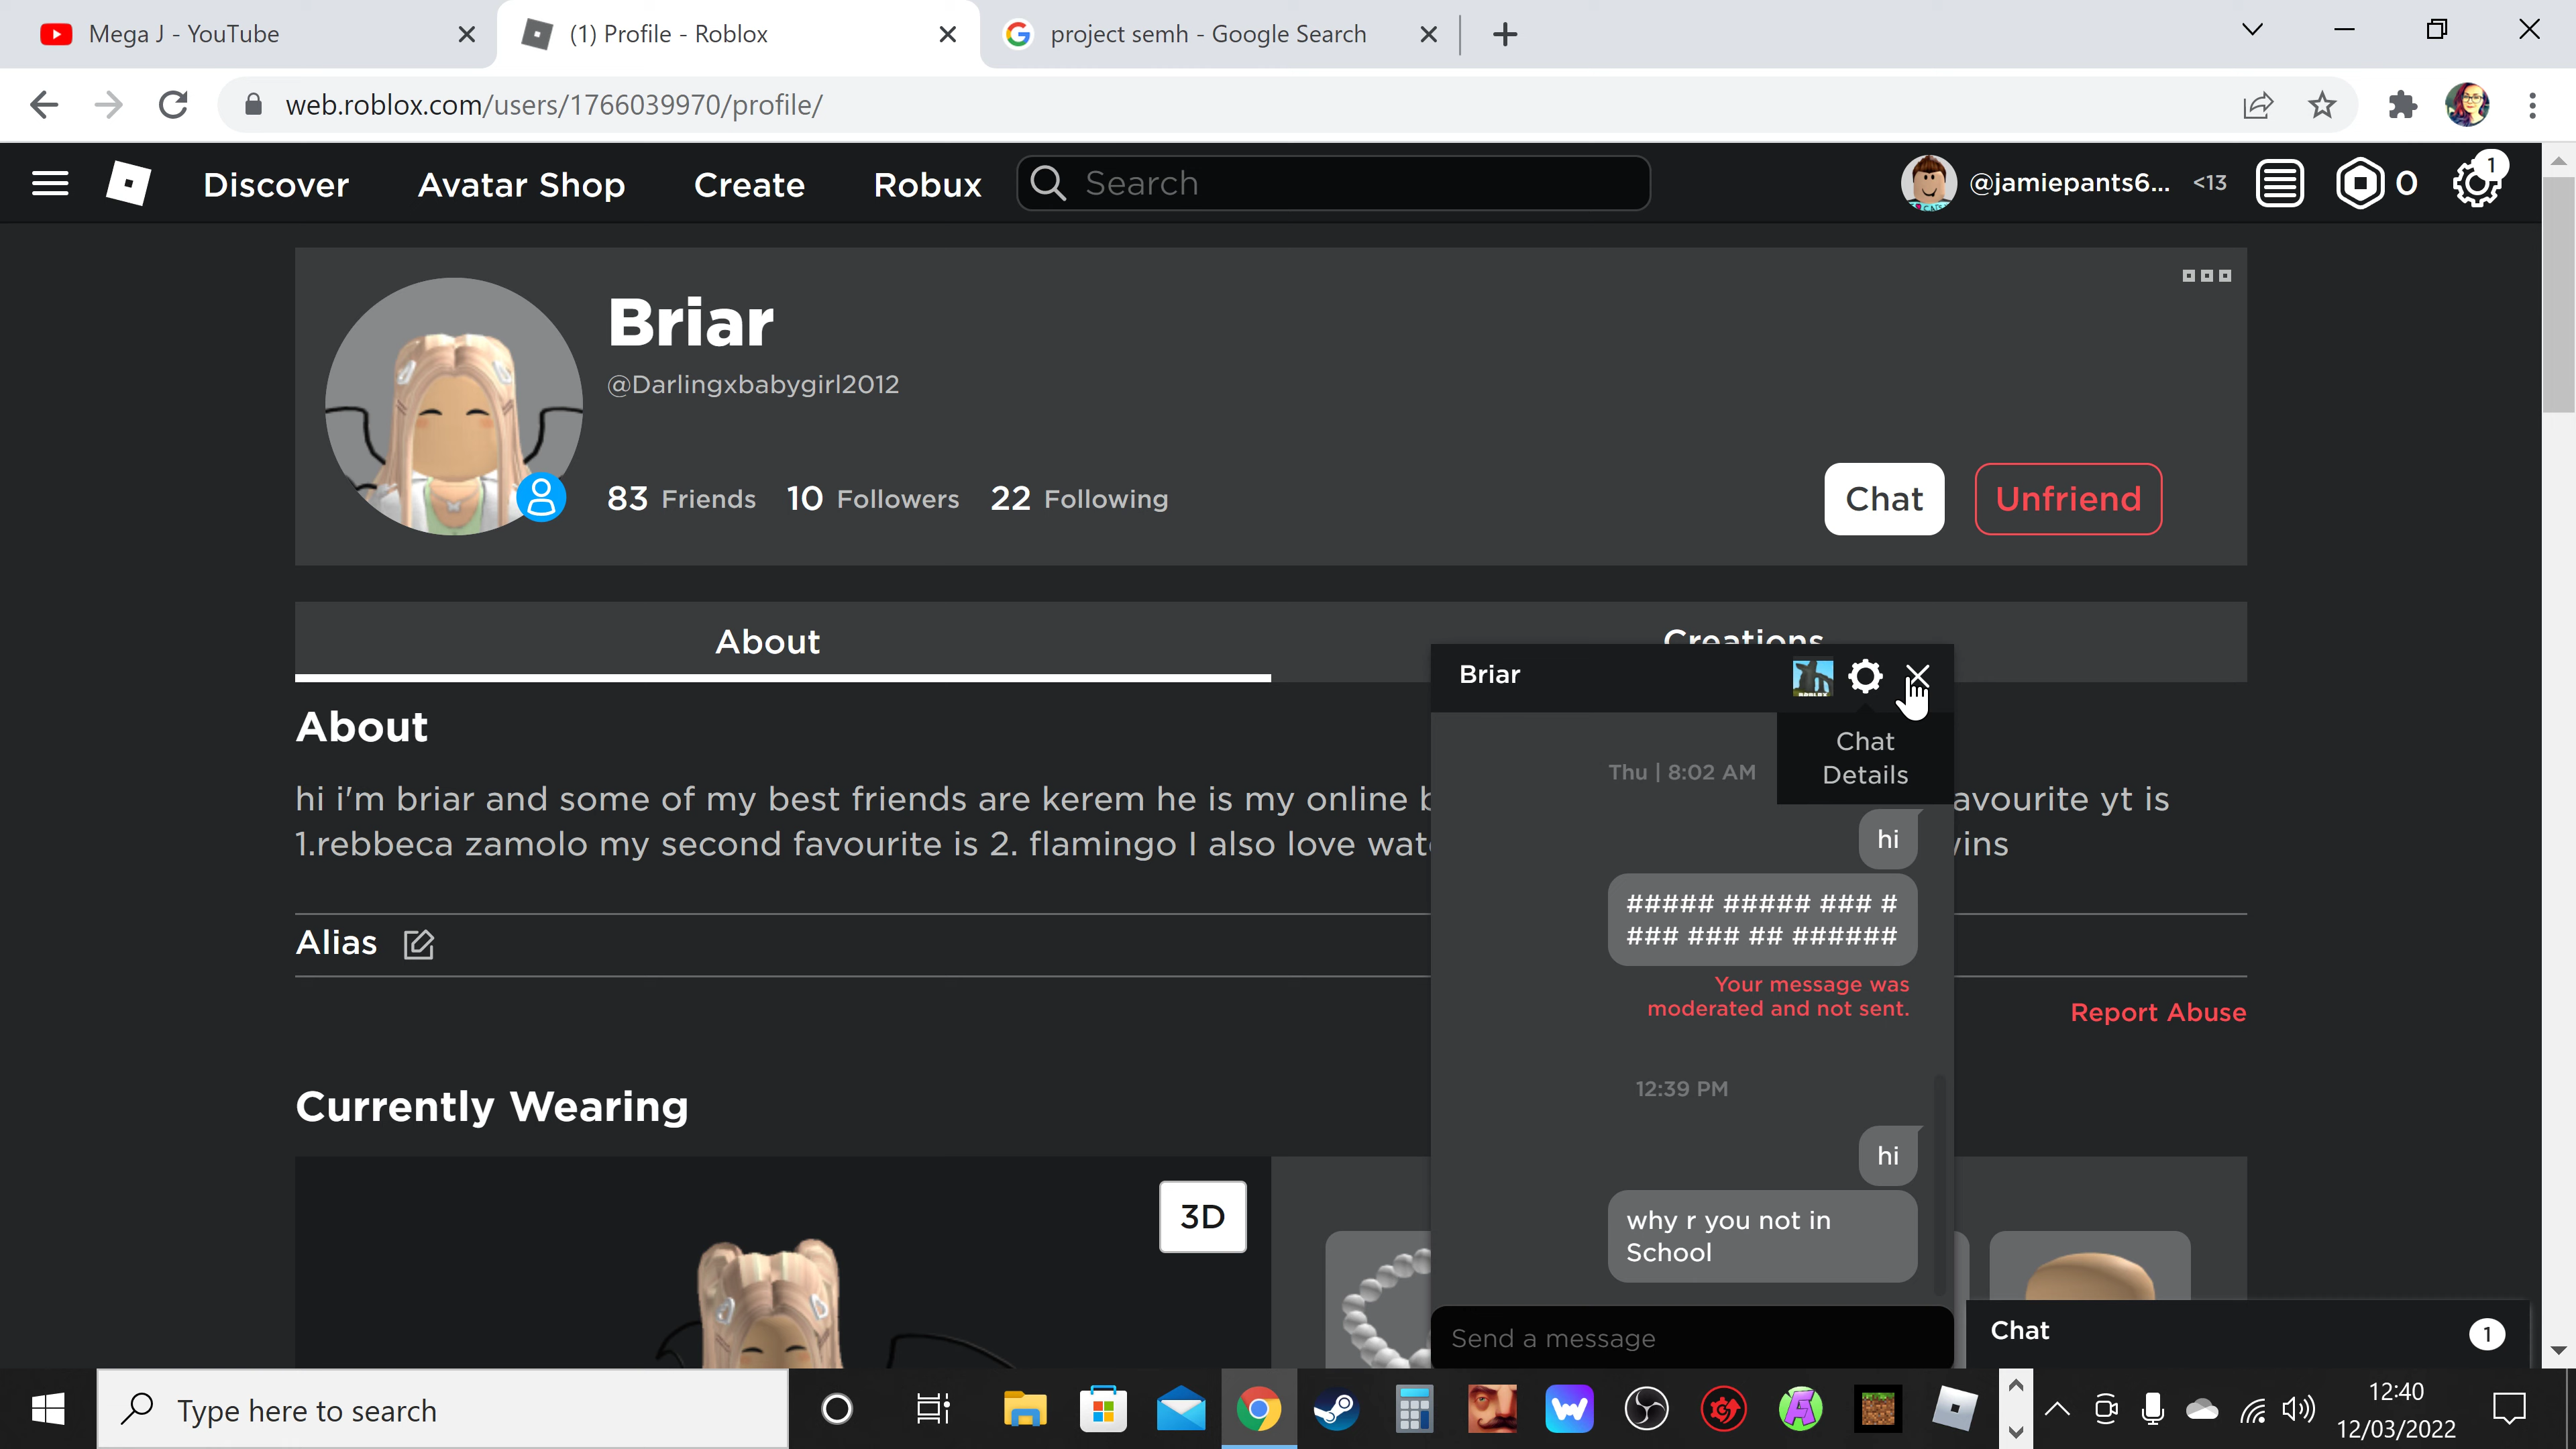 Mega J - YouTube
(1) Profile - Roblox
project semh - Google Search
web.roblox.com/users/1766039970/profile/
Discover
Avatar Shop
Create
Robux
Search
@jamiepants6...
<13
0
1
Briar
@Darlingxbabygirl2012
83 Friends 10 Followers 22 Following
Chat
Unfriend
About
Creations
About
hi i'm briar and some of my best friends are kerem he is my online
avourite yt is
1.rebbeca zamolo my second favourite is 2. flamingo I also love
Alias
Report Abuse
Currently Wearing
3D
Briar
Chat
Details
Thu | 8:02 AM
hi
##### ##### ### #
### ### ## ######
Your message was
moderated and not sent.
12:39 PM
hi
why r you not in
School
Send a message
Chat
1
Type here to search
12:40
12/03/2022